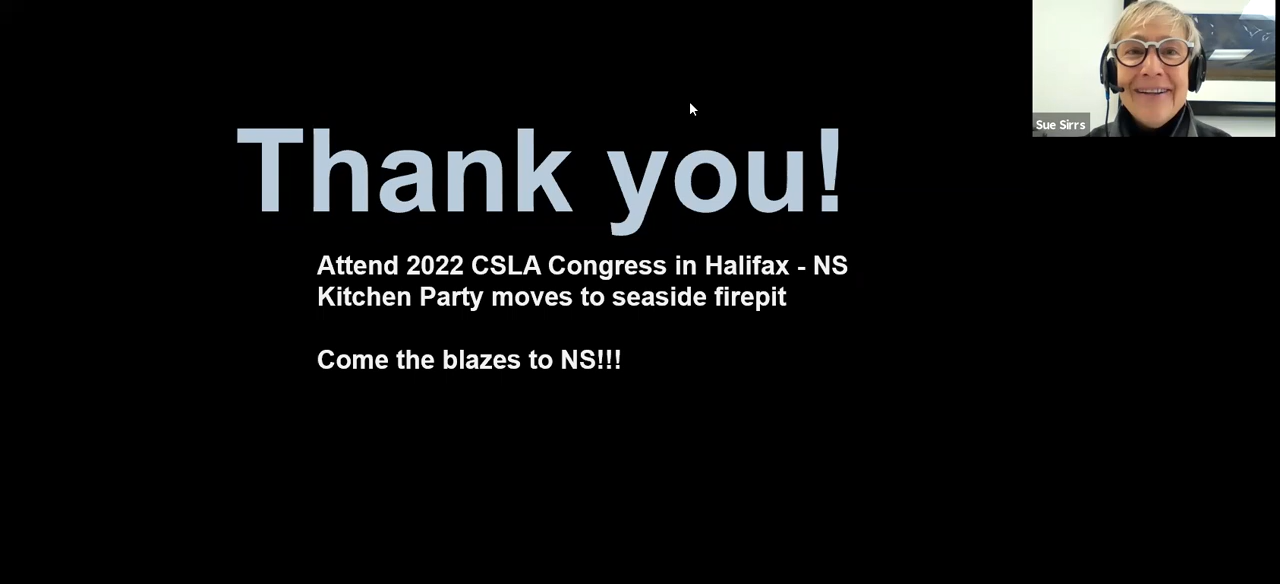 Thank you!
Attend 2022 CSLA Congress in Halifax - NS
Kitchen Party moves to seaside firepit
Come the blazes to NS!!!
Sue Sirrs